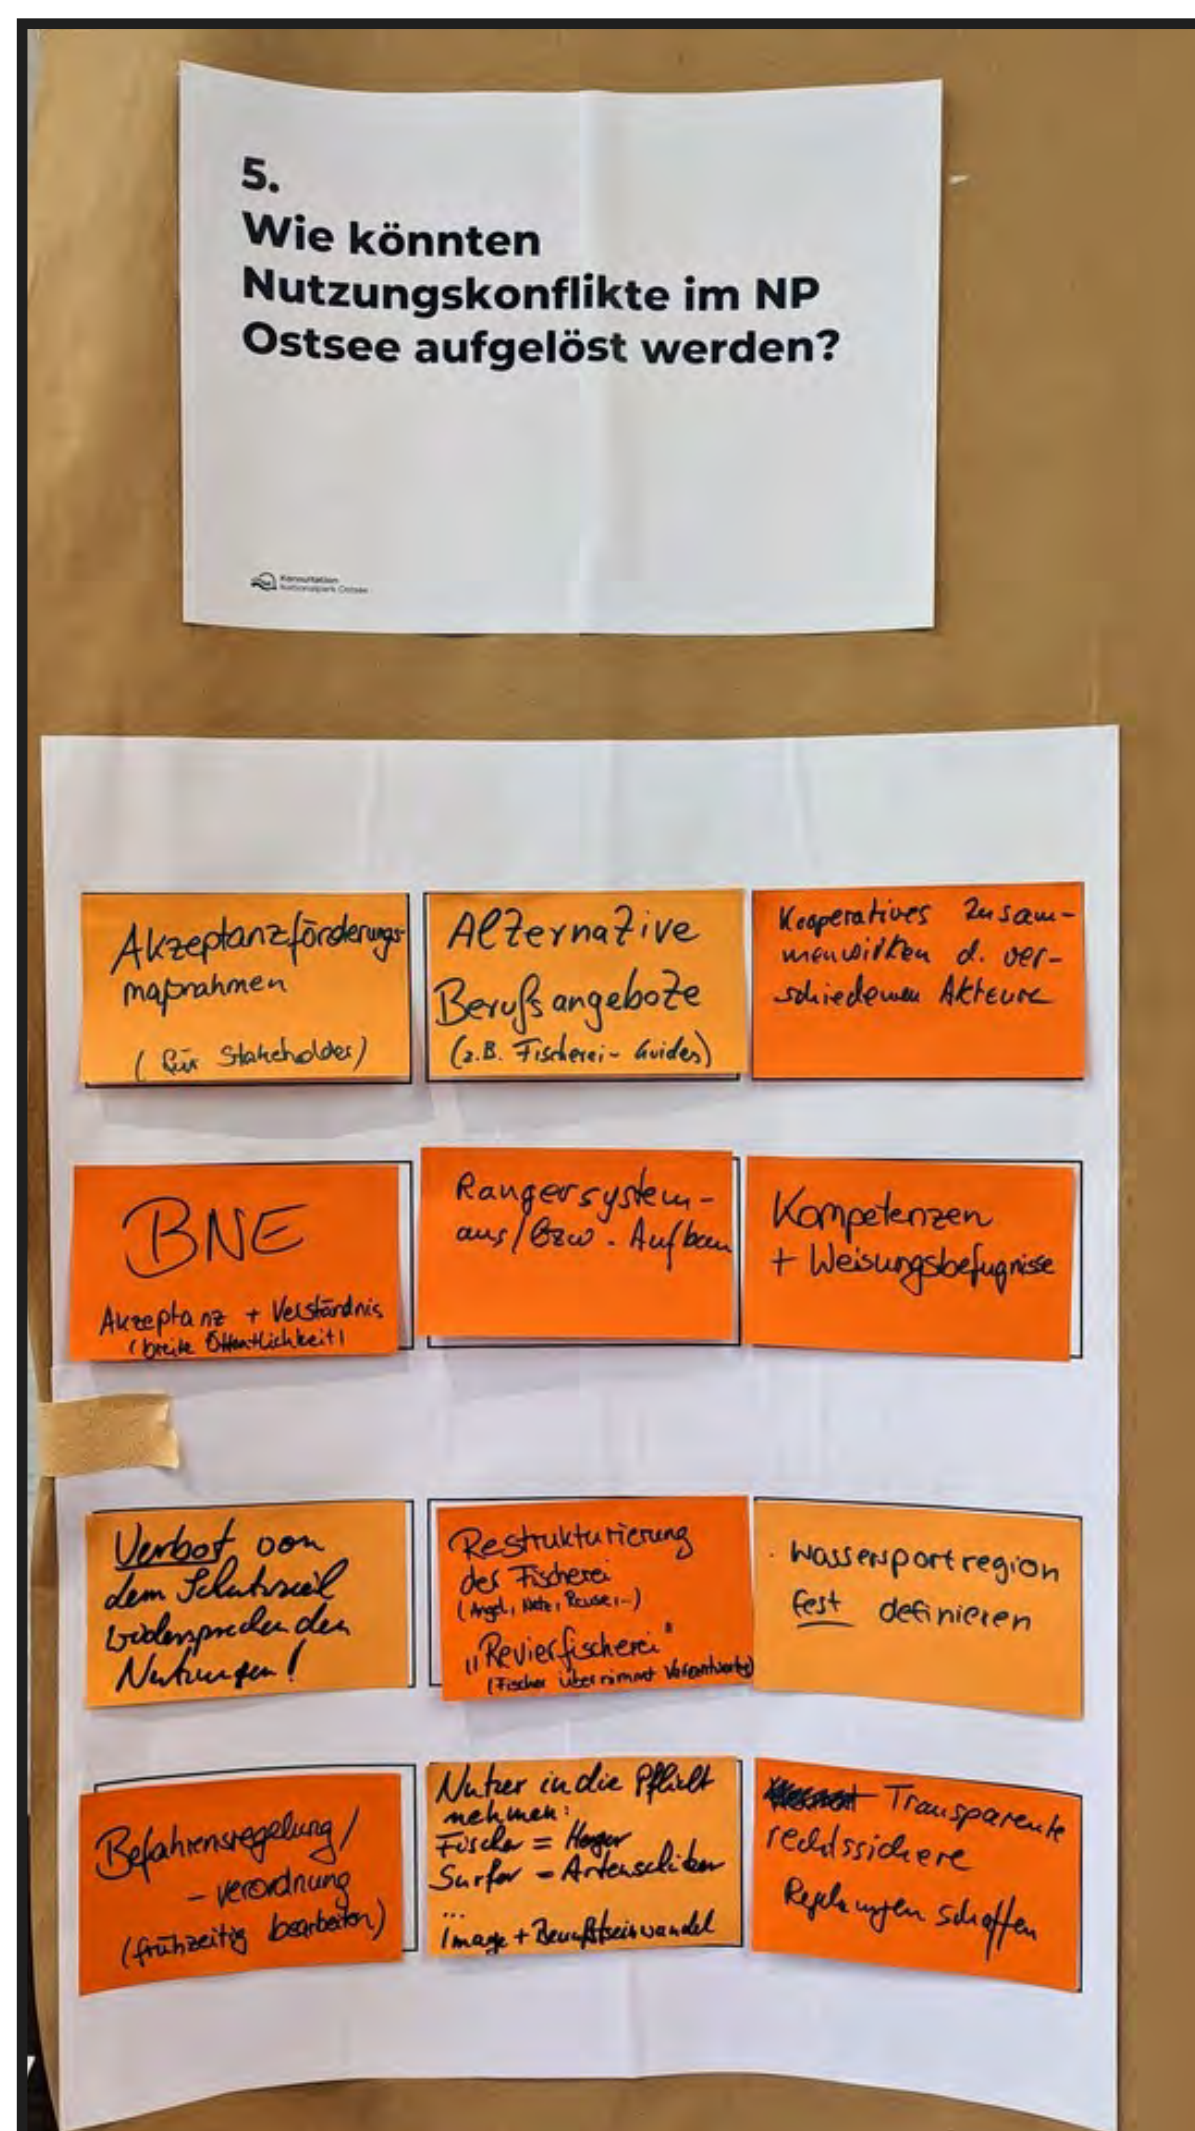 5.
Wie könnten
Nutzungskonflikte im NP
Ostsee aufgelöst werden?
Konsultation
Nationalpark Ostsee
Akzeptanzförderungs-
maßnahmen
(für Stakeholder)
Alternative
Berufsangebote
(z.B. Fischerei-Guides)
Kooperatives Zusam-
menwirken d. ver-
schiedenen Akteure
BNE
Akzeptanz + Verständnis
(breite Öffentlichkeit)
Rangersystem-
aus/bzw. Aufbau
Kompetenzen
+ Weisungsbefugnisse
Verbot von
dem Schutzziel
widersprechenden
Nutzungen!
Restrukturierung
der Fischerei
(Angel, Netz, Reuse,..)
„Revierfischerei"
(Fischer übernimmt
. Wassersportregion
fest definieren
Befahrensregelung/
- verordnung
(frühzeitig bearbeiten)
Nutzer in die Pflicht
nehmen:
Fischer = Heger
Surfer = Artenschützer
...
Image + Bewußtseinswandel
Transparente
rechtssichere
Regelungen schaffen